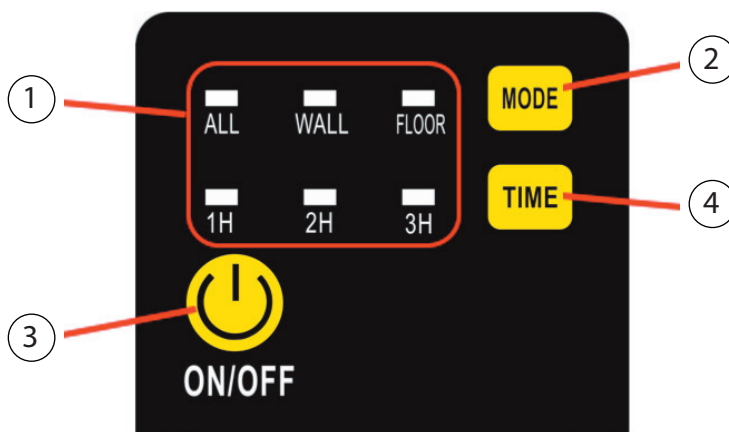 1
2
ALL WALL FLOOR
MODE
1H 2H 3H
TIME
4
3
ON/OFF